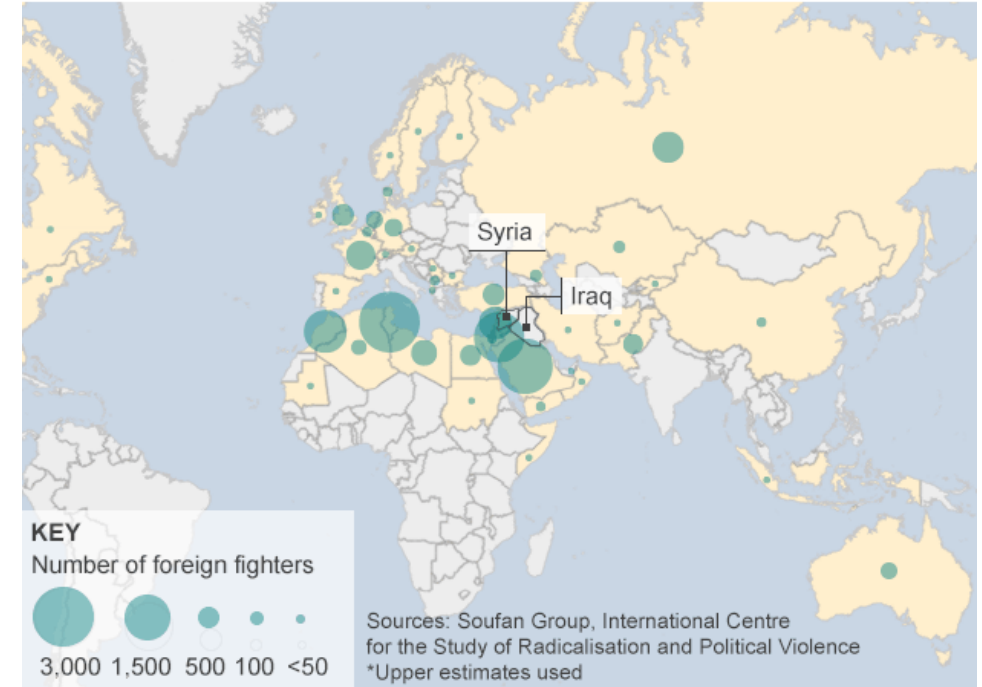 Syria
Iraq
KEY
Number of foreign fighters
3,000 1,500 500 100 <50
Sources: Soufan Group, International Centre
for the Study of Radicalisation and Political Violence
*Upper estimates used